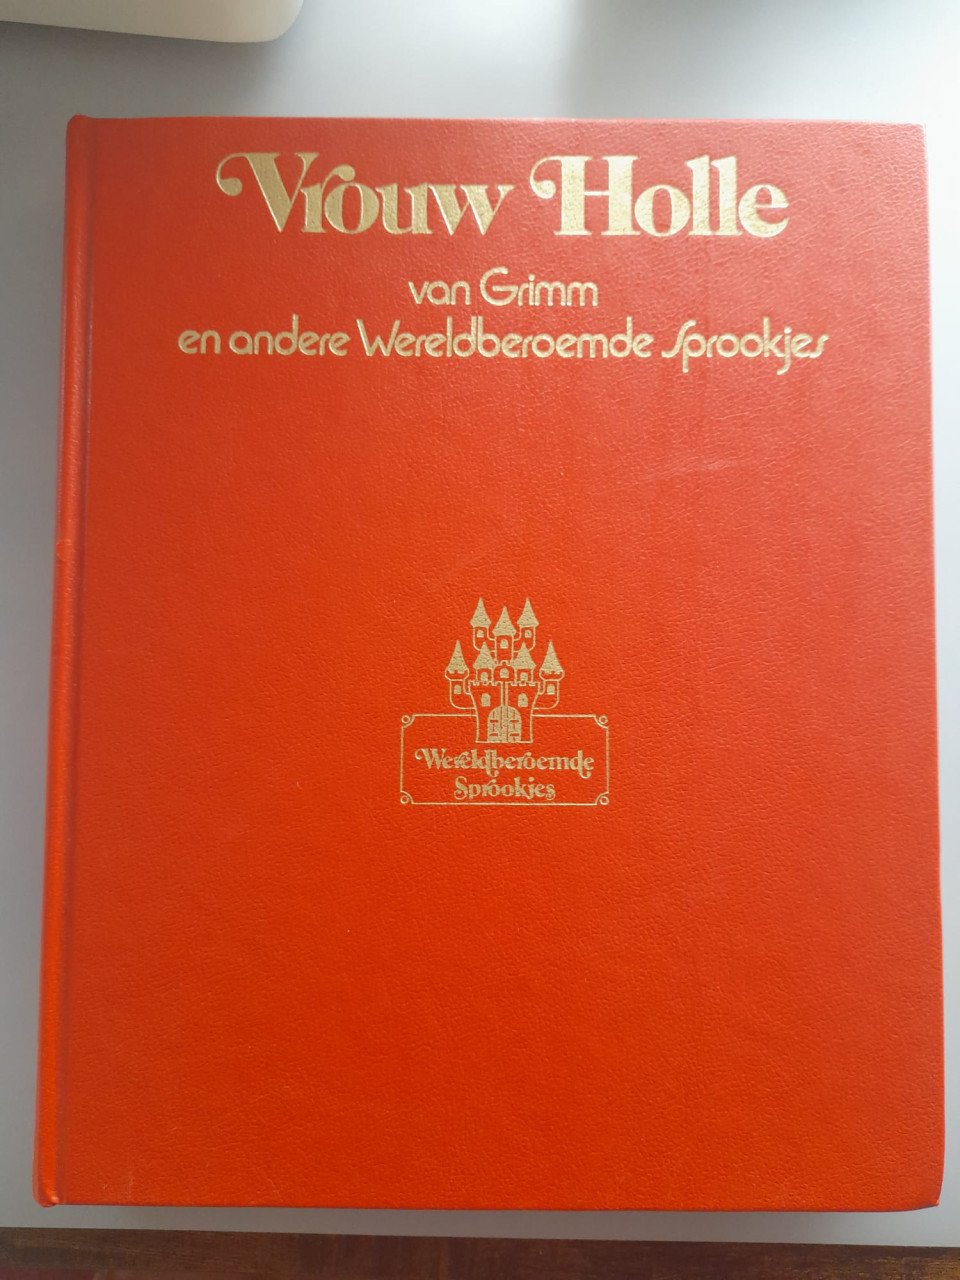 Vrouw Holle
van Grimm
en andere Wereldberoemde Sprookjes
Wereldberoemde
Sprookjes